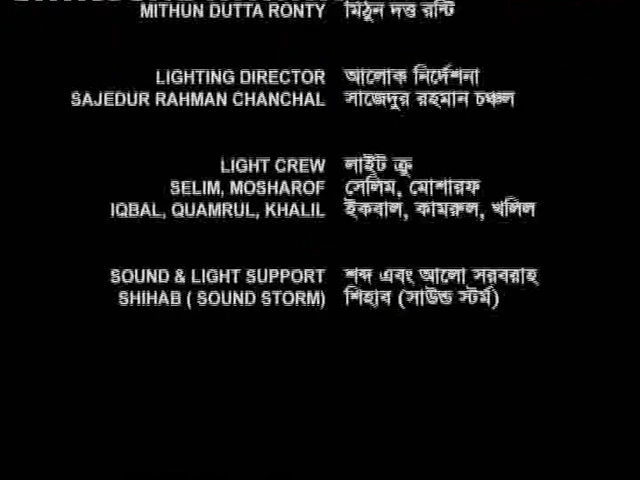 MITHUN DUTTA RONTY মিঠুন দত্ত রন্টি
LIGHTING DIRECTOR আলোক নির্দেশনা
SAJEDUR RAHMAN CHANCHAL সাজেদুর রহমান চঞ্চল
LIGHT CREW লাইট ক্রু
SELIM, MOSHAROF সেলিম, মোশারফ
IQBAL, QUAMRUL, KHALIL ইকবাল, কামরুল, খলিল
SOUND & LIGHT SUPPORT শব্দ এবং আলো সরবরাহ
SHIHAB ( SOUND STORM) শিহাব (সাউন্ড স্টর্ম)